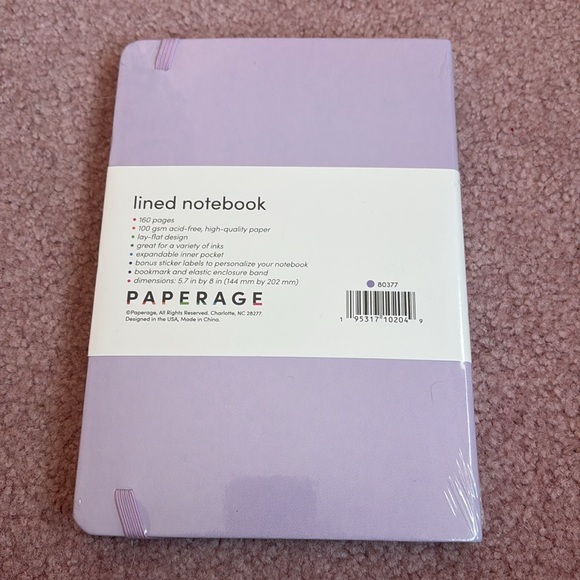 lined notebook
• 160 pages
• 100 gsm acid-free, high-quality paper
• lay-flat design
• great for a variety of inks
• expandable inner pocket
• bonus sticker labels to personalize your notebook
• bookmark and elastic enclosure band
• dimensions: 5.7 in by 8 in (144 mm by 202 mm)
PAPERAGE
©Paperage, All Rights Reserved. Charlotte, NC 28277.
Designed in the USA, Made in China.
80377
1 95317 10204 9